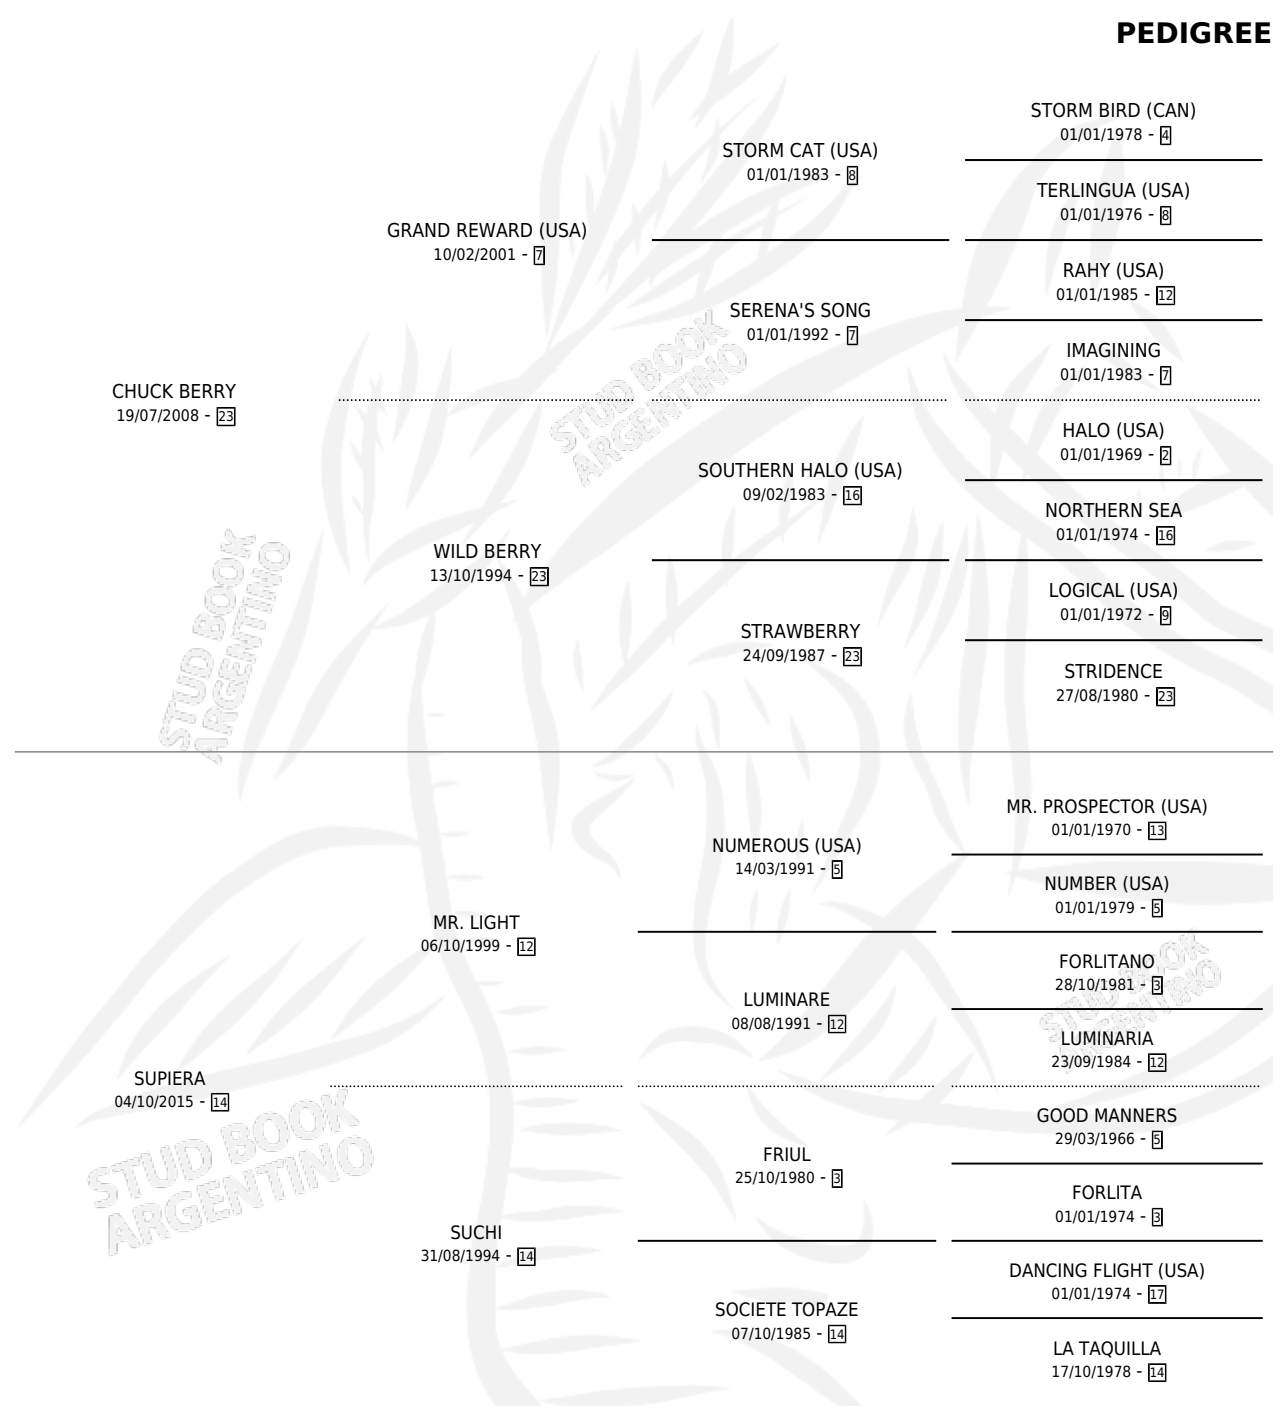 PEDIGREE
STORM BIRD (CAN)
01/01/1978 - 4
STORM CAT (USA)
01/01/1983 - 8
TERLINGUA (USA)
01/01/1976 - 8
GRAND REWARD (USA)
10/02/2001 - 7
RAHY (USA)
01/01/1985 - 12
SERENA'S SONG
01/01/1992 - 7
IMAGINING
01/01/1983 - 7
CHUCK BERRY
19/07/2008 - 23
HALO (USA)
01/01/1969 - 2
SOUTHERN HALO (USA)
09/02/1983 - 16
NORTHERN SEA
01/01/1974 - 16
WILD BERRY
13/10/1994 - 23
LOGICAL (USA)
01/01/1972 - 9
STRAWBERRY
24/09/1987 - 23
STRIDENCE
27/08/1980 - 23
MR. PROSPECTOR (USA)
01/01/1970 - 13
NUMEROUS (USA)
14/03/1991 - 5
NUMBER (USA)
01/01/1979 - 5
MR. LIGHT
06/10/1999 - 12
FORLITANO
28/10/1981 - 3
LUMINARE
08/08/1991 - 12
LUMINARIA
23/09/1984 - 12
SUPIERA
04/10/2015 - 14
GOOD MANNERS
29/03/1966 - 5
FRIUL
25/10/1980 - 3
FORLITA
01/01/1974 - 3
SUCHI
31/08/1994 - 14
DANCING FLIGHT (USA)
01/01/1974 - 17
SOCIETE TOPAZE
07/10/1985 - 14
LA TAQUILLA
17/10/1978 - 14
STUD BOOK
ARGENTINO
STUD BOOK
ARGENTINO
STUD BOOK
ARGENTINO
STUD BOOK
ARGENTINO